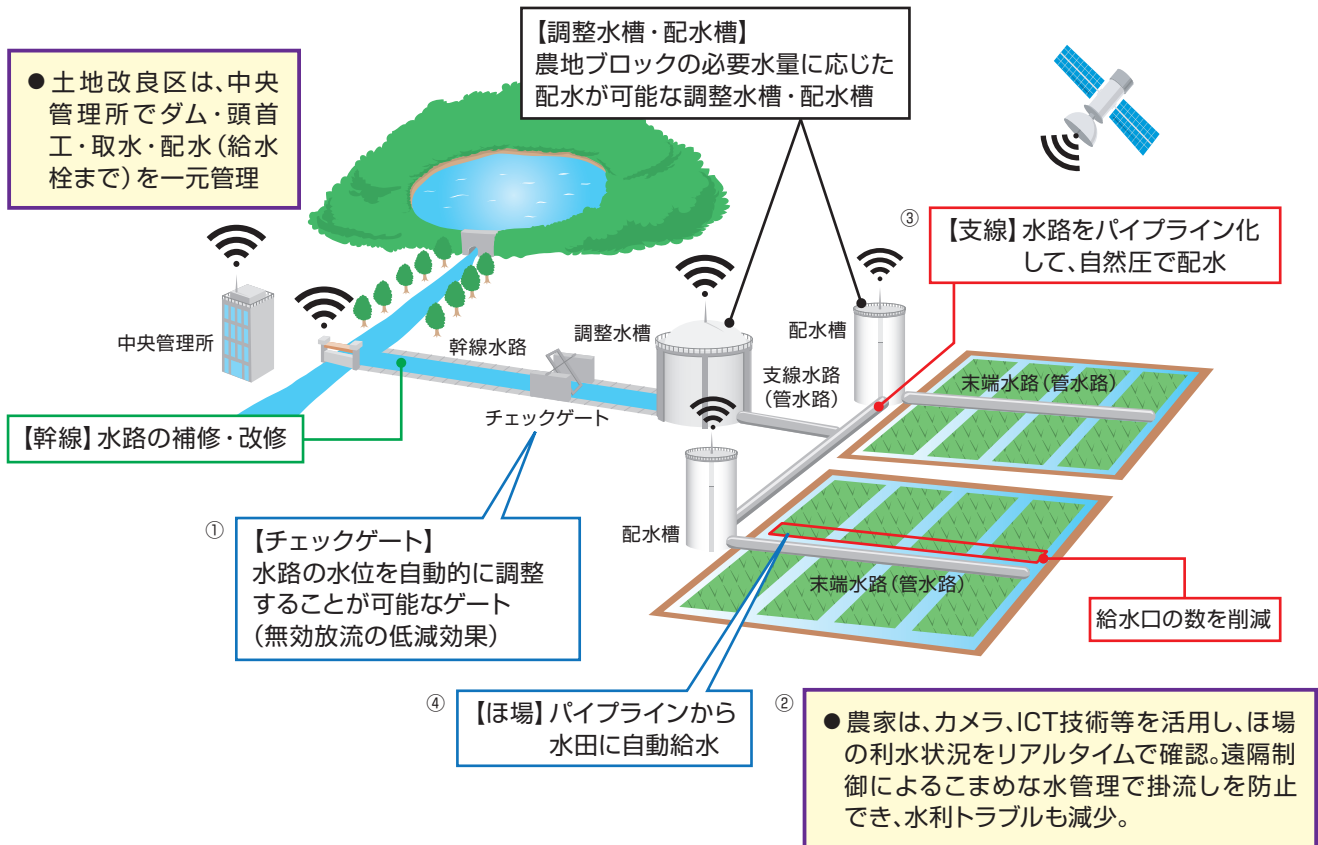 【調整水槽・配水槽】
農地ブロックの必要水量に応じた
配水が可能な調整水槽・配水槽
●土地改良区は、中央
管理所でダム・頭首
工・取水・配水(給水
栓まで)を一元管理
③
【支線】水路をパイプライン化
して、自然圧で配水
中央管理所
幹線水路
調整水槽
配水槽
支線水路
(管水路)
末端水路(管水路)
チェックゲート
【幹線】水路の補修・改修
①
【チェックゲート】
水路の水位を自動的に調整
することが可能なゲート
(無効放流の低減効果)
配水槽
末端水路(管水路)
給水口の数を削減
④
【ほ場】パイプラインから
水田に自動給水
②
●農家は、カメラ、ICT技術等を活用し、ほ場
の利水状況をリアルタイムで確認。遠隔制
御によるこまめな水管理で掛流しを防止
でき、水利トラブルも減少。